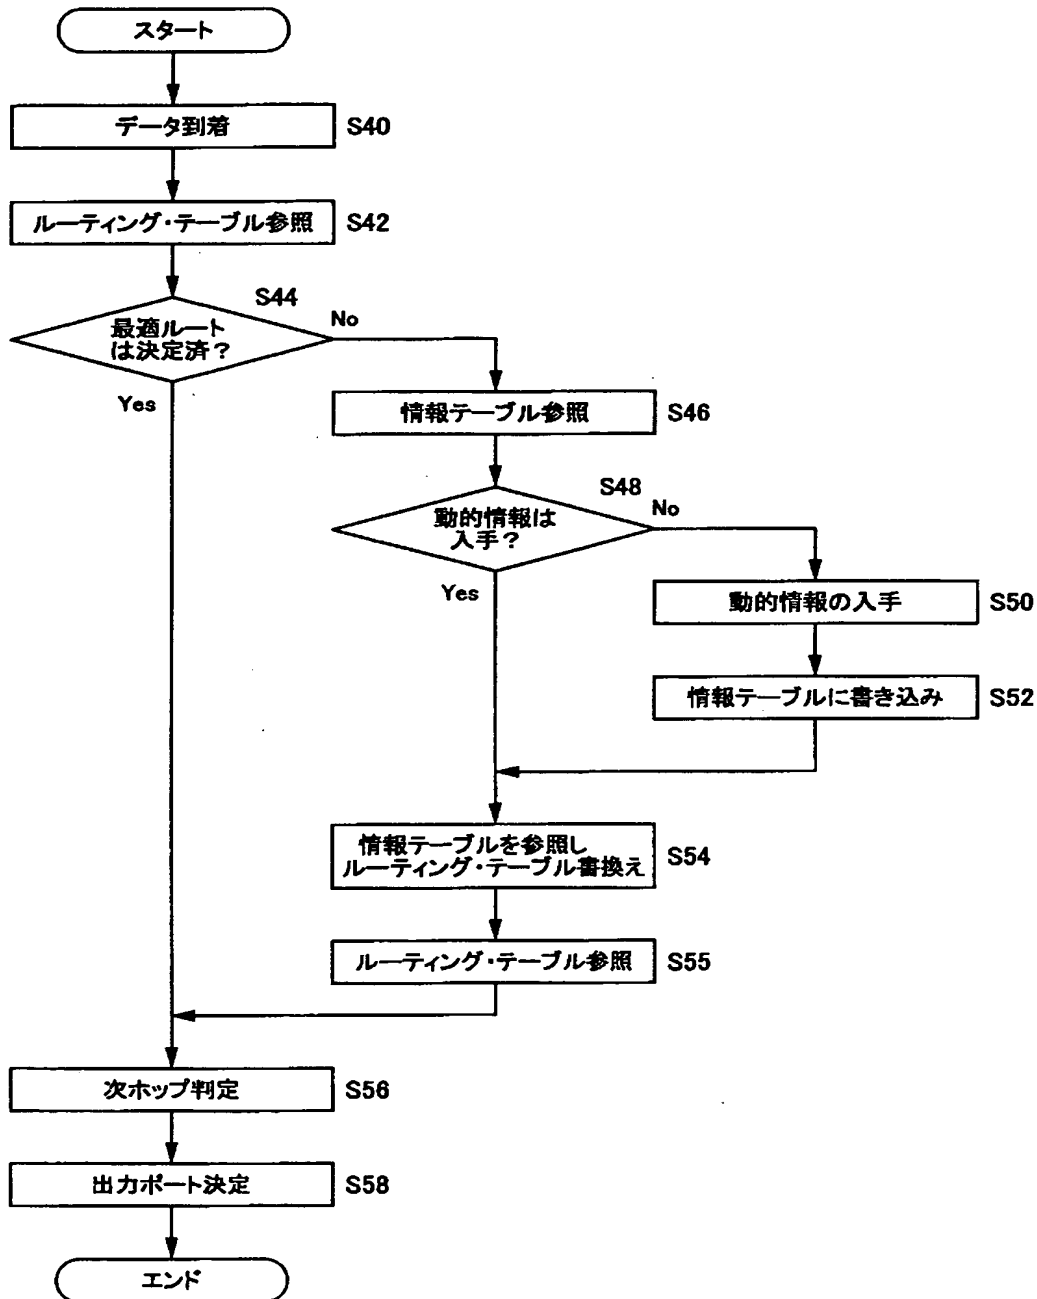 スタート
データ到着
S40
ルーティング・テーブル参照
S42
S44
最適ルート
は決定済？
No
Yes
情報テーブル参照
S46
S48
動的情報は
入手？
No
Yes
動的情報の入手
S50
情報テーブルに書き込み
S52
情報テーブルを参照し
ルーティング・テーブル書換え
S54
ルーティング・テーブル参照
S55
次ホップ判定
S56
出力ポート決定
S58
エンド